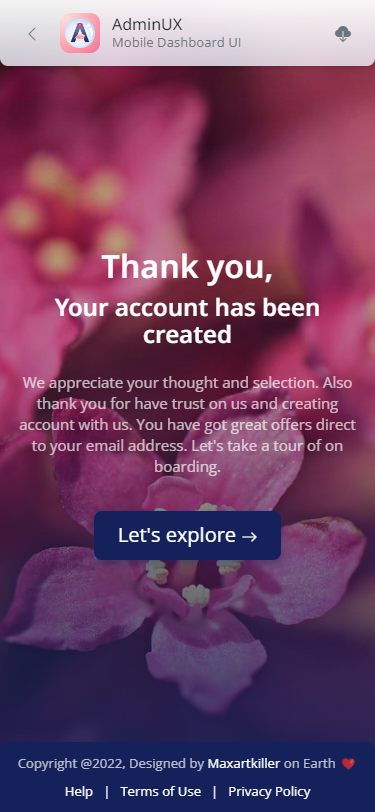 AdminUX
Mobile Dashboard UI
Thank you,
Your account has been
created
We appreciate your thought and selection. Also
thank you for have trust on us and creating
account with us. You have got great offers direct
to your email address. Let's take a tour of on
boarding.
Let's explore →
Copyright @2022, Designed by Maxartkiller on Earth ❤️
Help | Terms of Use | Privacy Policy